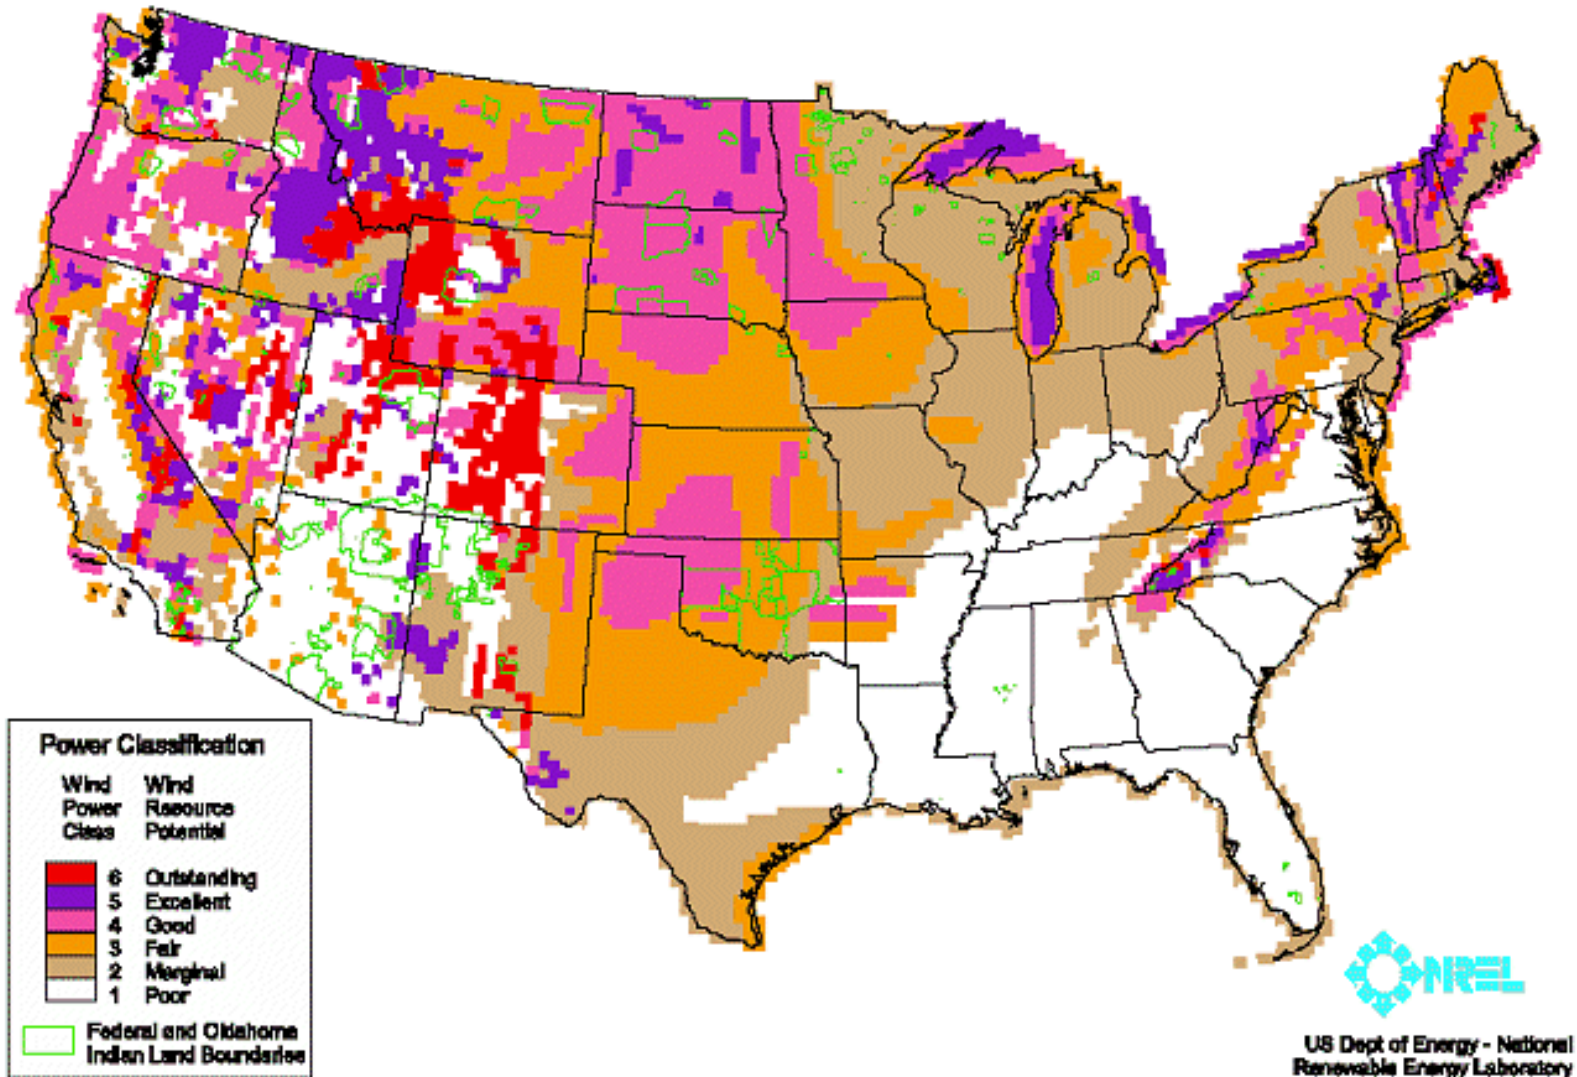 Power Classification
Wind Wind
Power Resource
Class Potential
6 Outstanding
5 Excellent
4 Good
3 Fair
2 Marginal
1 Poor
Federal and Oklahoma
Indian Land Boundaries
NREL
US Dept of Energy - National
Renewable Energy Laboratory